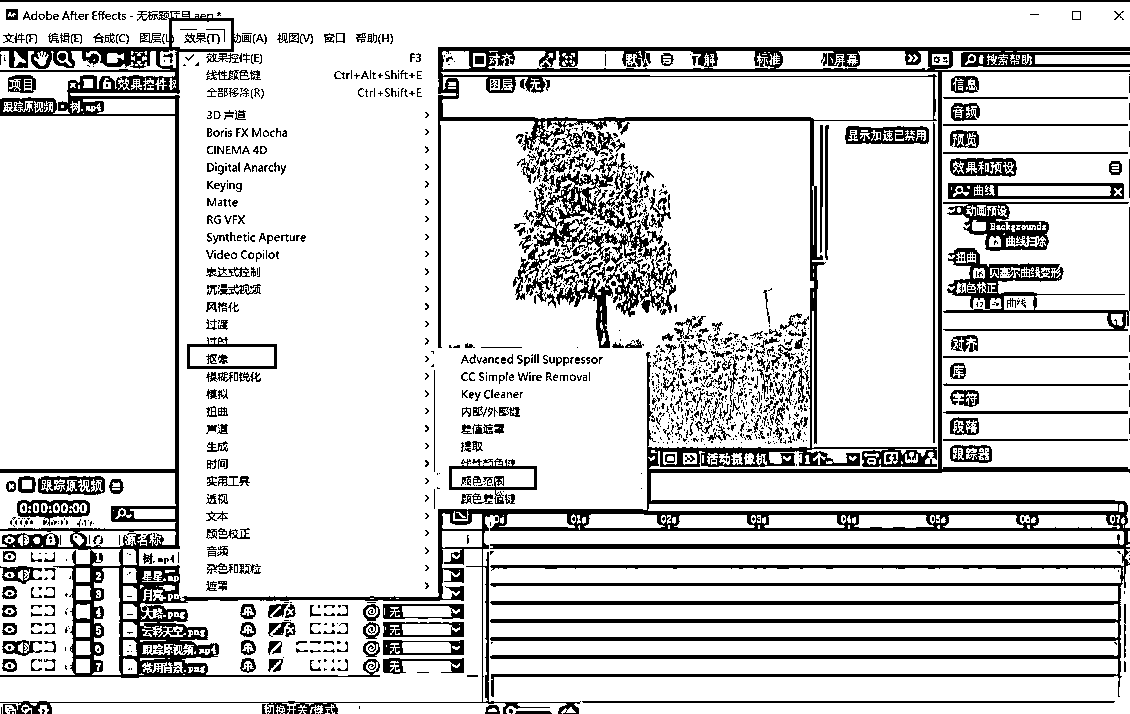 Adobe After Effects - 无标题项目.aep *
文件(F) 编辑(E) 合成(C) 图层(L) 效果(T) 动画(A) 视图(V) 窗口 帮助(H)
对齐 默认 了解 标准 小屏幕 搜索帮助
项目 效果控件 树
跟踪原视频 树.mp4
图层 (无)
效果控件(E) F3
线性颜色键 Ctrl+Alt+Shift+E
全部移除(R) Ctrl+Shift+E
3D 声道
Boris FX Mocha
CINEMA 4D
Digital Anarchy
Keying
Matte
RG VFX
Synthetic Aperture
Video Copilot
表达式控制
沉浸式视频
风格化
过渡
过时
抠像
模糊和锐化
模拟
扭曲
声道
生成
时间
实用工具
透视
文本
颜色校正
音频
杂色和颗粒
遮罩
Advanced Spill Suppressor
CC Simple Wire Removal
Key Cleaner
内部/外部键
差值遮罩
提取
线性颜色键
颜色范围
颜色差值键
显示加速已禁用
活动摄像机 1个
信息
音频
预览
效果和预设
曲线
动画预设
Backgrounds
曲线扫除
扭曲
贝塞尔曲线变形
颜色校正
曲线
对齐
库
字符
段落
跟踪器
跟踪原视频
0:00:00:00
源名称
00s 01s 02s 03s 04s 05s 06s 07s
1 树.mp4
2 星星.mp
3 月亮.pn
4 大楼.png 无
5 云彩天空.png 无
6 跟踪原视频.mp4 无
7 常用背景.png 无
切换开关/模式